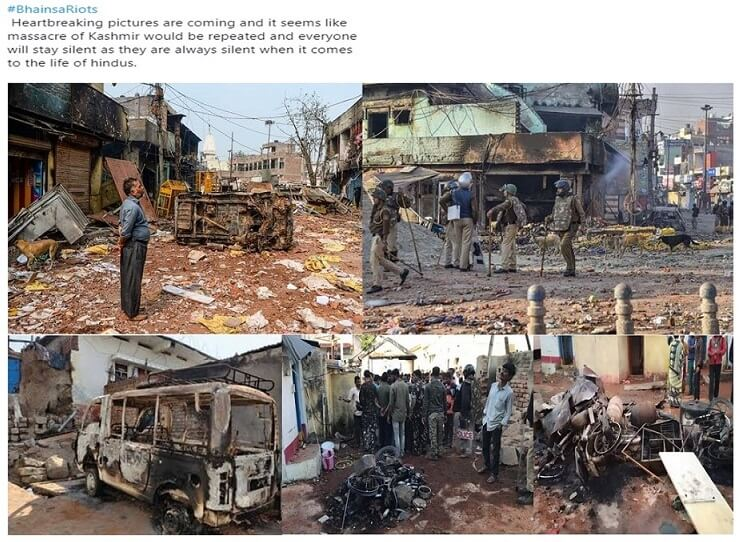 #BhainsaRiots
Heartbreaking pictures are coming and it seems like
massacre of Kashmir would be repeated and everyone
will stay silent as they are always silent when it comes
to the life of hindus.